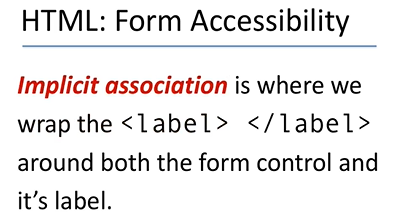 HTML: Form Accessibility
Implicit association is where we
wrap the <label> </label>
around both the form control and
it's label.